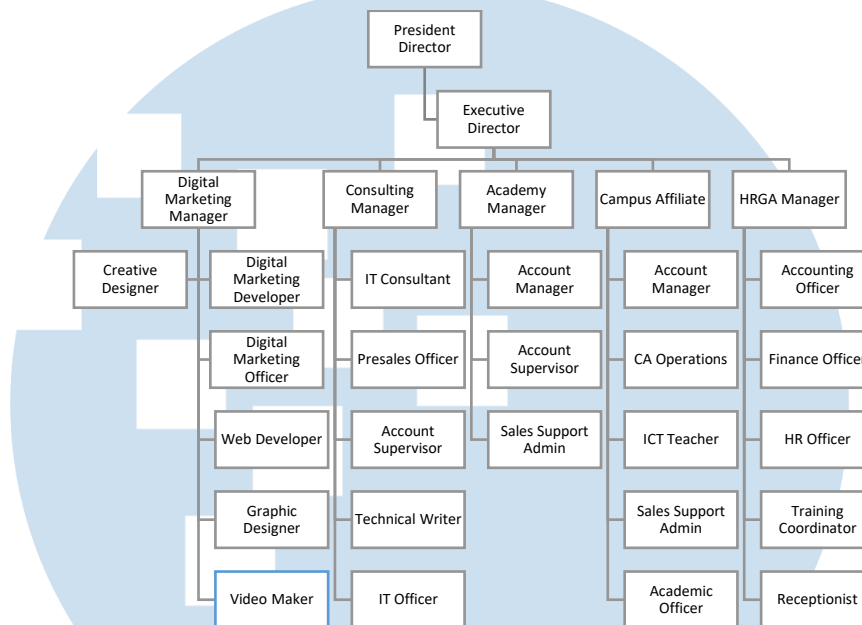 President
Director
Executive
Director
Digital
Marketing
Manager
Consulting
Manager
Academy
Manager
Campus Affiliate
HRGA Manager
Creative
Designer
Digital
Marketing
Developer
IT Consultant
Account
Manager
Account
Manager
Accounting
Officer
Digital
Marketing
Officer
Presales Officer
Account
Supervisor
CA Operations
Finance Officer
Web Developer
Account
Supervisor
Sales Support
Admin
ICT Teacher
HR Officer
Graphic
Designer
Technical Writer
Sales Support
Admin
Training
Coordinator
Video Maker
IT Officer
Academic
Officer
Receptionist